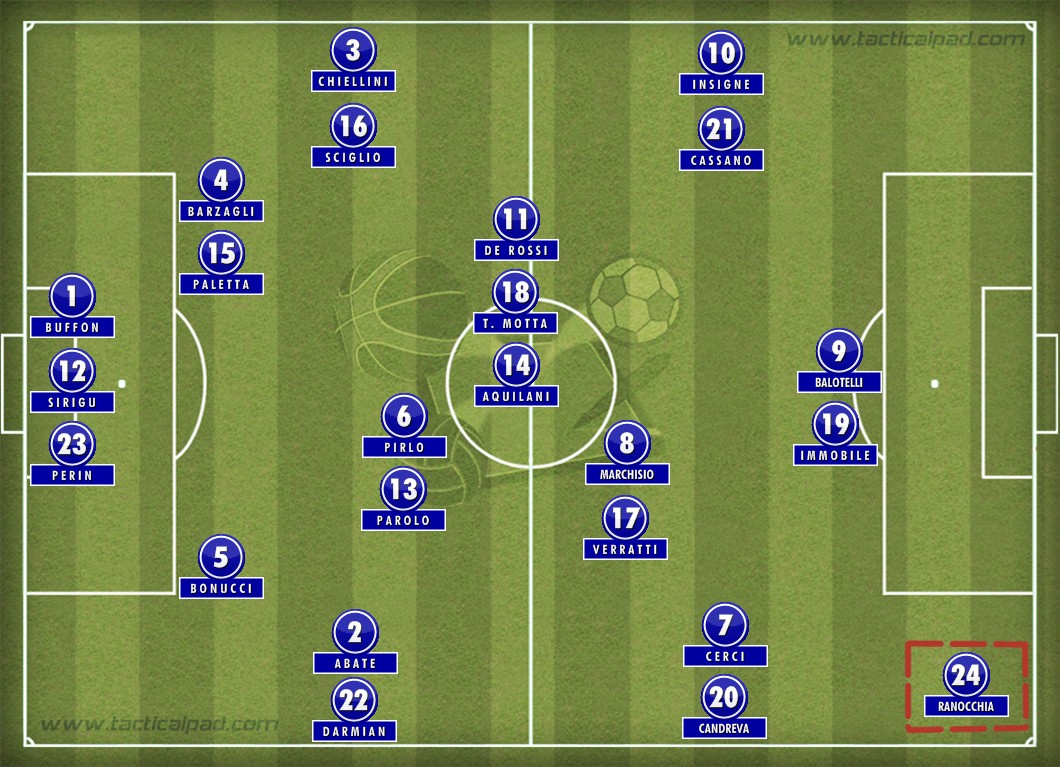 www.tacticalpad.com
3
CHIELLINI
10
INSIGNE
16
SCIGLIO
21
CASSANO
4
BARZAGLI
11
DE ROSSI
15
PALETTA
18
T. MOTTA
1
BUFFON
9
BALOTELLI
12
SIRIGU
14
AQUILANI
6
PIRLO
19
IMMOBILE
23
PERIN
8
MARCHISIO
13
PAROLO
17
VERRATTI
5
BONUCCI
2
ABATE
7
CERCI
24
RANOCCHIA
22
DARMIAN
20
CANDREVA
www.tacticalpad.com